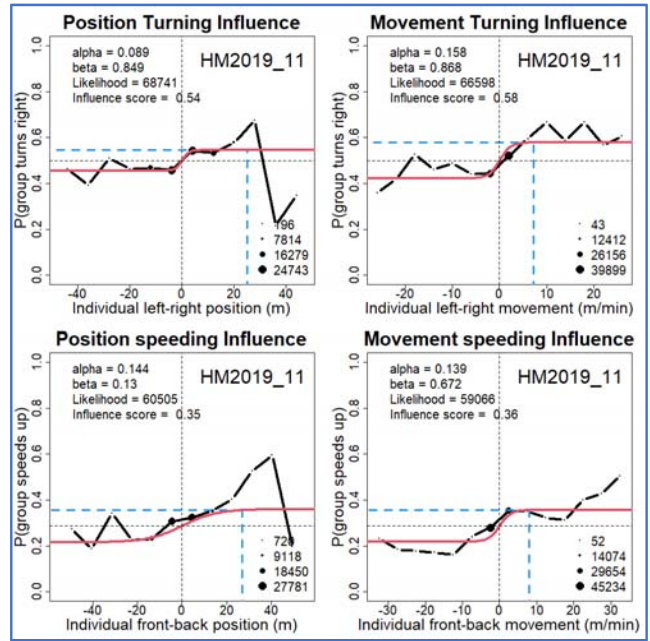 Position Turning Influence
alpha = 0.089
beta = 0.849
Likelihood = 68741
Influence score = 0.54
HM2019_11
P(group turns right)
1.0
0.8
0.6
0.4
0.2
0.0
196
7814
16279
24743
-40 -20 0 20 40
Individual left-right position (m)
Movement Turning Influence
alpha = 0.158
beta = 0.868
Likelihood = 66598
Influence score = 0.58
HM2019_11
P(group turns right)
1.0
0.8
0.6
0.4
0.2
0.0
43
12412
26156
39899
-20 -10 0 10 20
Individual left-right movement (m/min)
Position speeding Influence
alpha = 0.144
beta = 0.13
Likelihood = 60505
Influence score = 0.35
HM2019_11
P(group speeds up)
1.0
0.8
0.6
0.4
0.2
0.0
9118
18450
27781
-40 -20 0 20 40
Individual front-back position (m)
Movement speeding Influence
alpha = 0.139
beta = 0.672
Likelihood = 59066
Influence score = 0.36
HM2019_11
P(group speeds up)
1.0
0.8
0.6
0.4
0.2
0.0
52
14074
29654
45234
-30 -20 -10 0 10 20 30
Individual front-back movement (m/min)